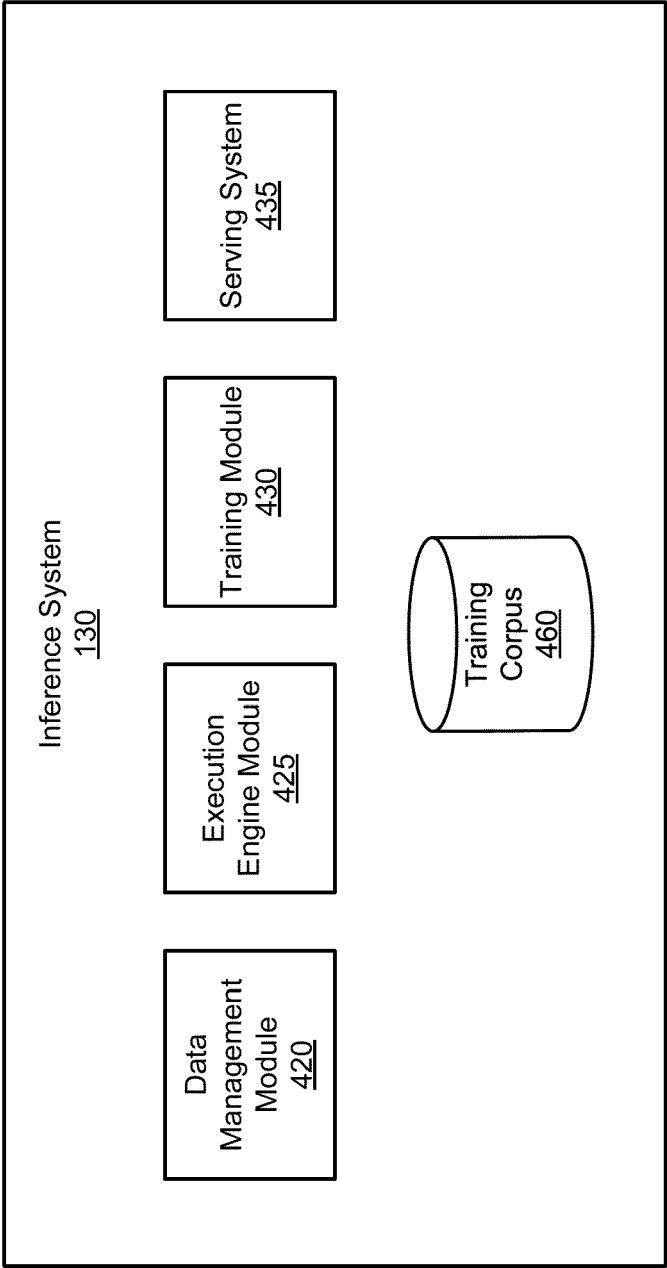 Inference System
130
Data
Management
Module
420
Execution
Engine Module
425
Training Module
430
Serving System
435
Training
Corpus
460